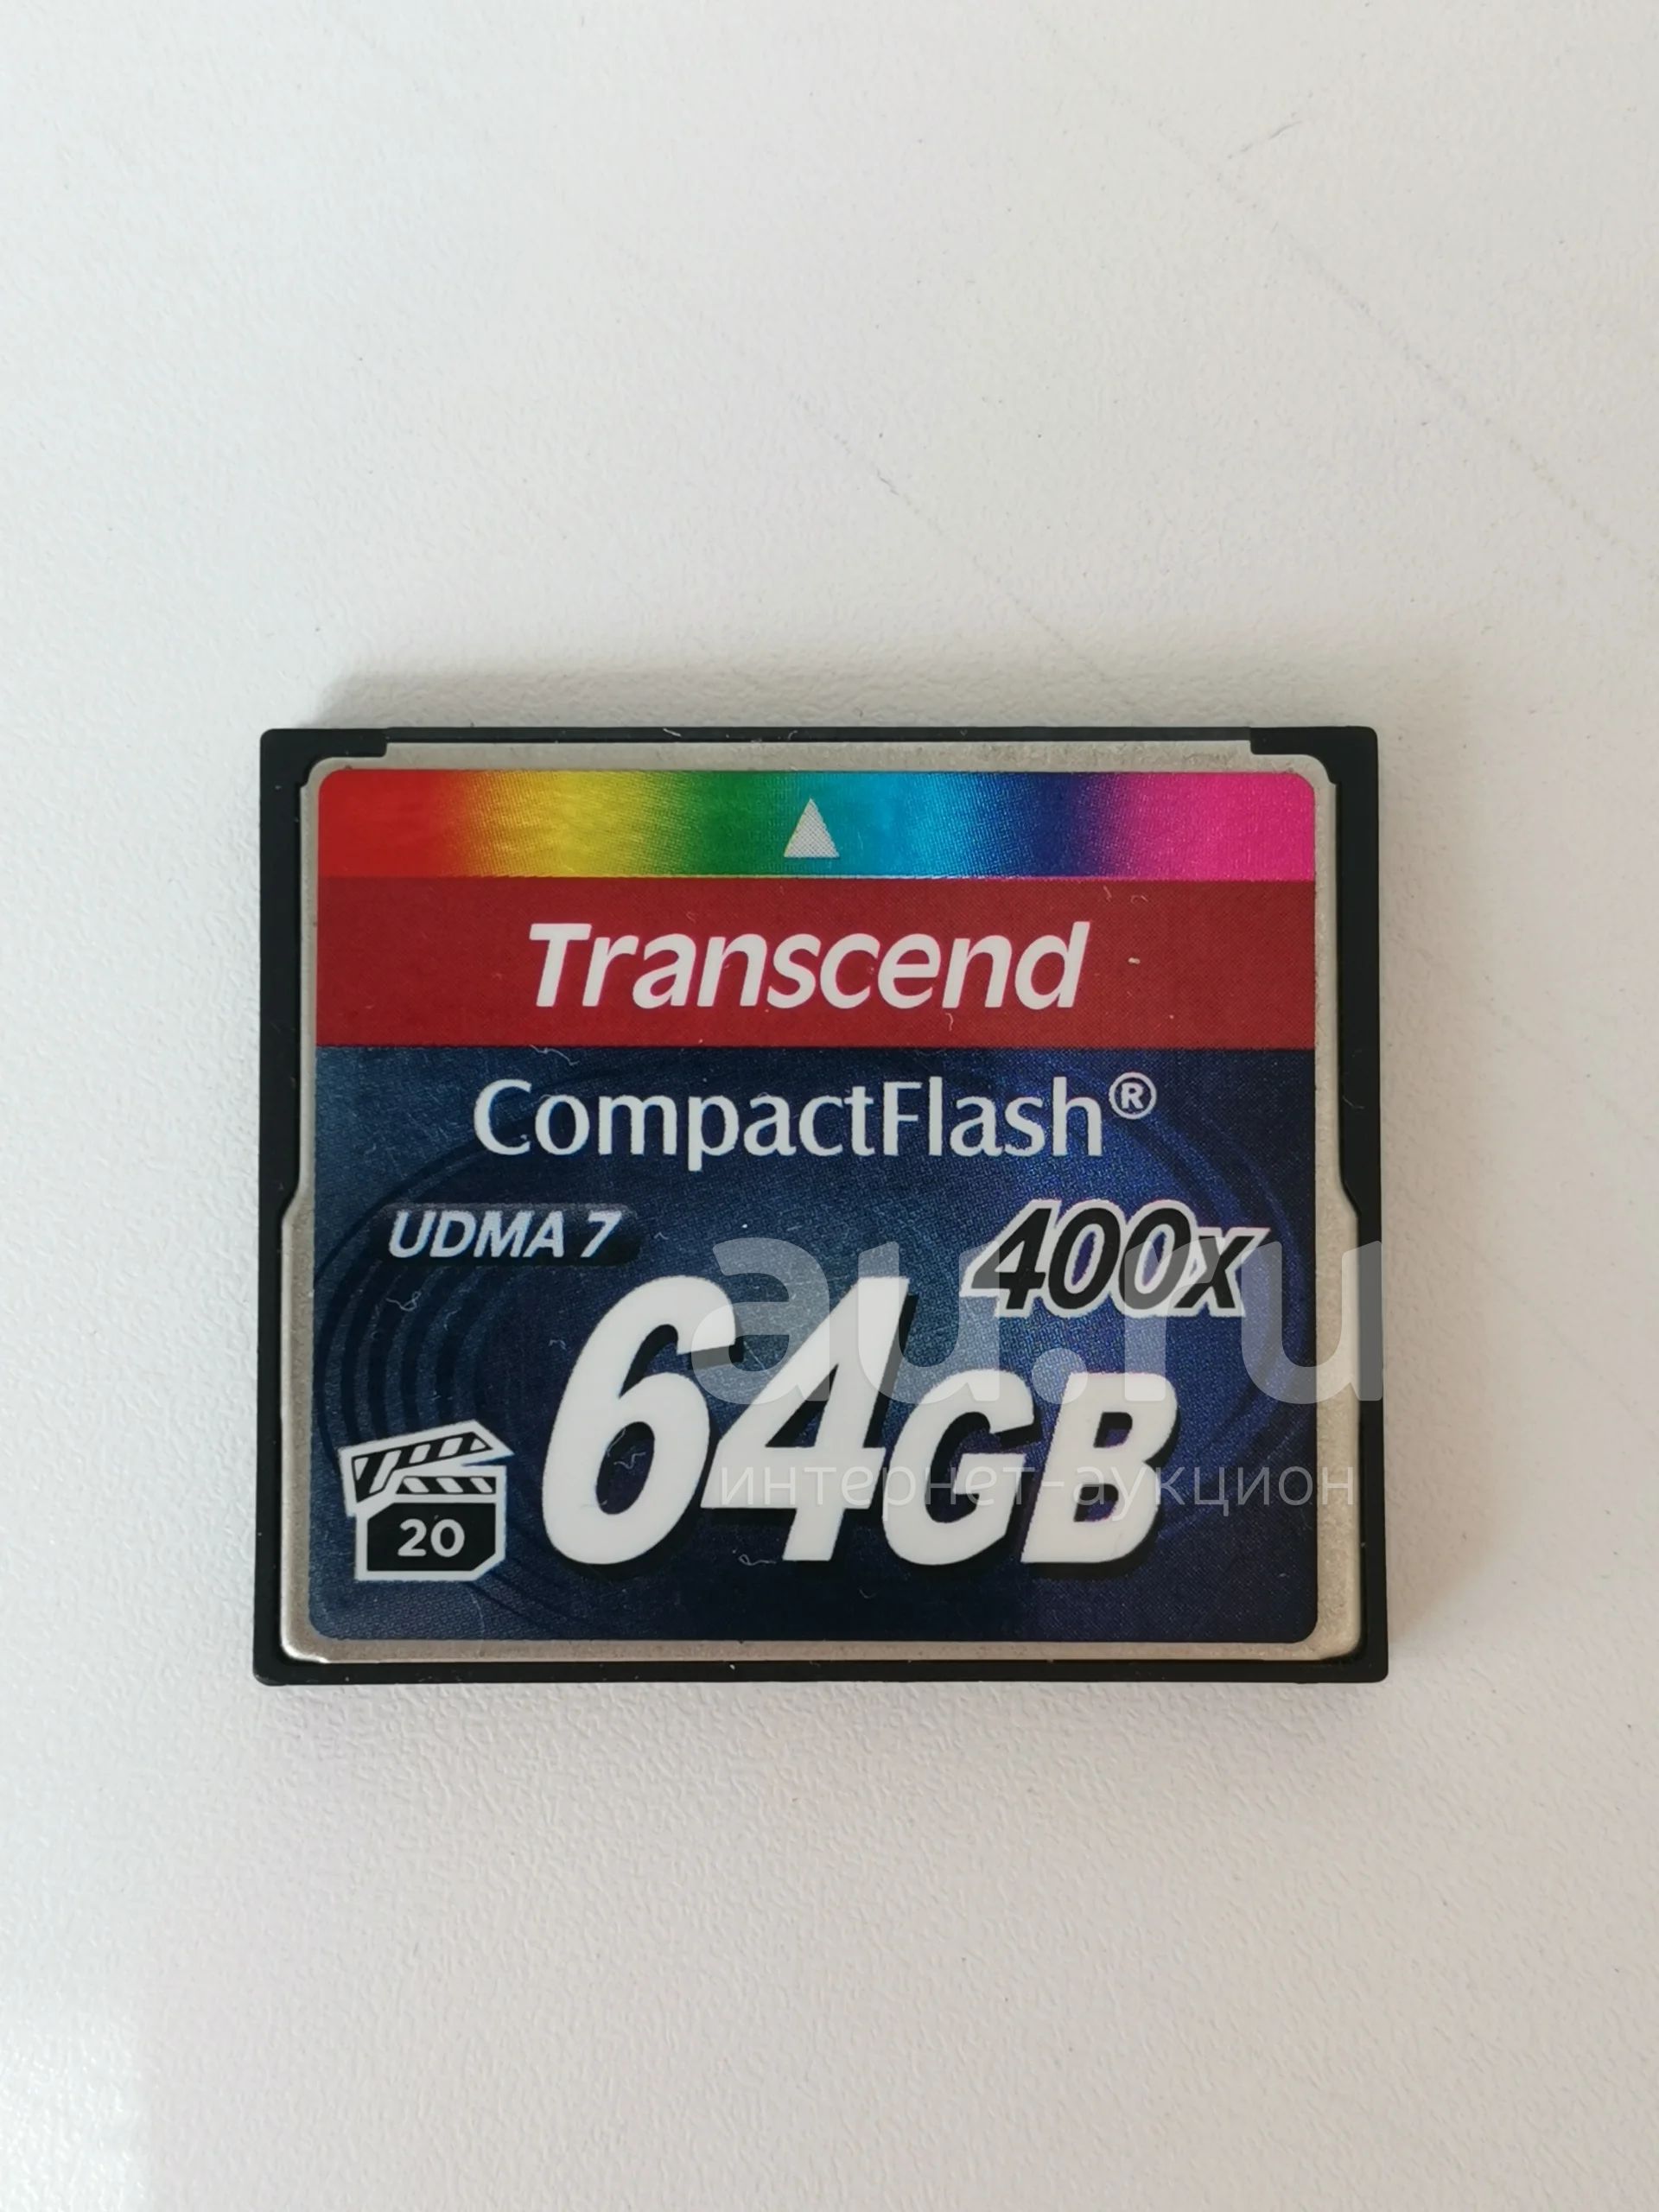 Transcend
CompactFlash®
UDMA 7
400x
64GB
20
au.ru
интернет-аукцион